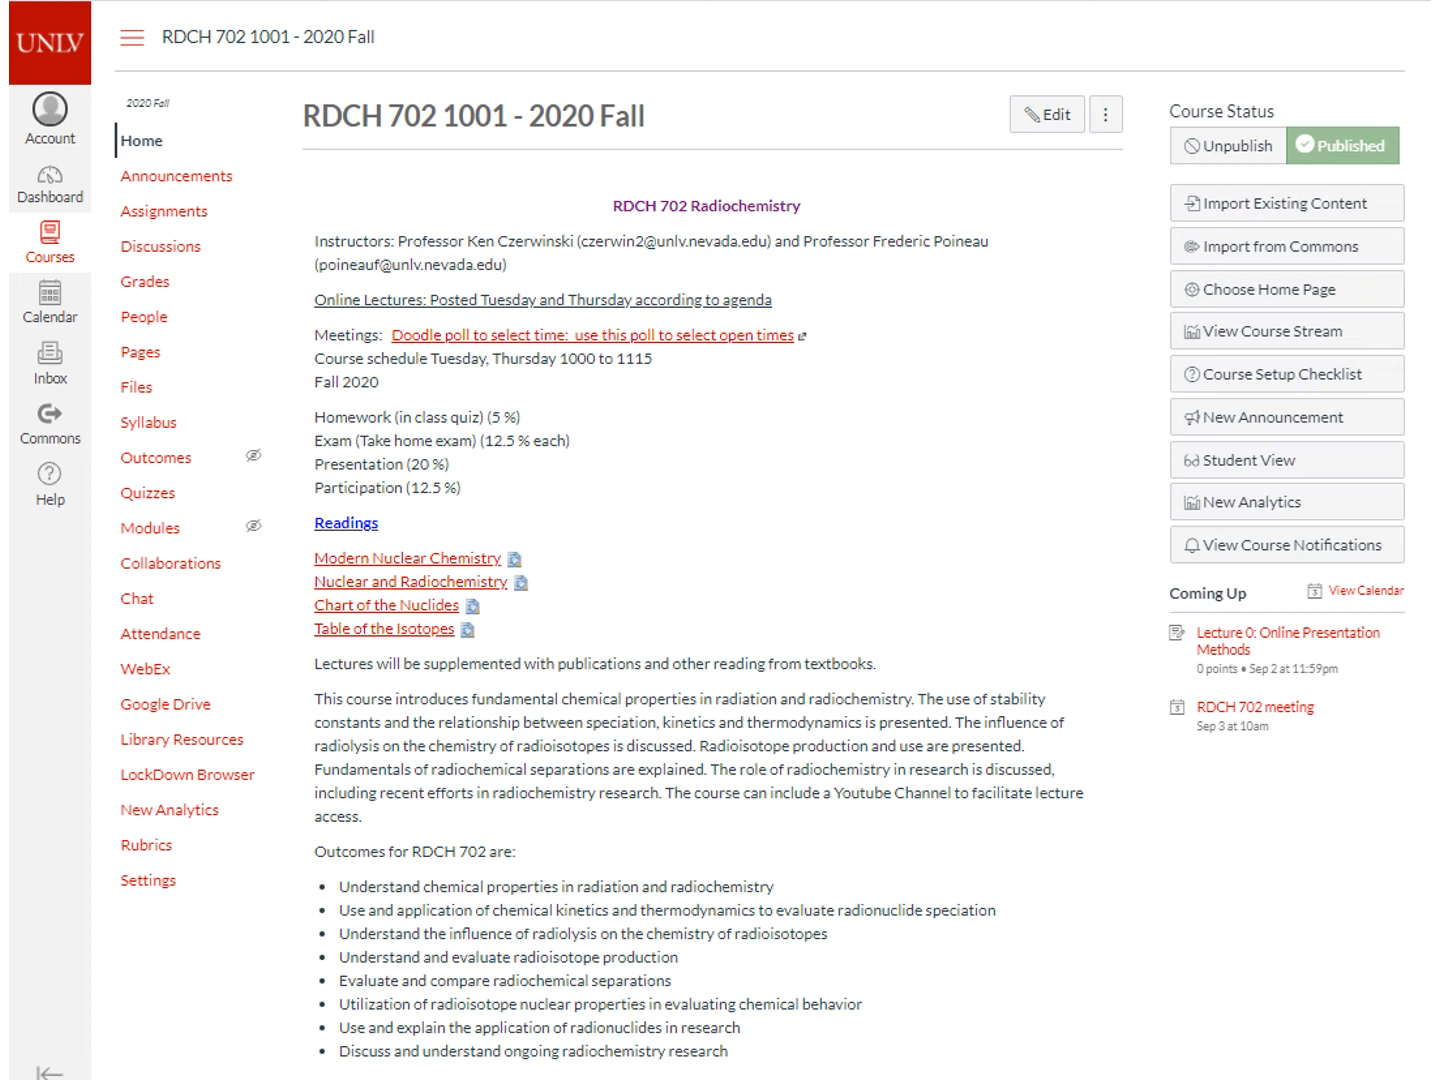 UNLV
RDCH 702 1001 - 2020 Fall
Account
Dashboard
Courses
Calendar
Inbox
Commons
Help
2020 Fall
Home
Announcements
Assignments
Discussions
Grades
People
Pages
Files
Syllabus
Outcomes
Quizzes
Modules
Collaborations
Chat
Attendance
WebEx
Google Drive
Library Resources
LockDown Browser
New Analytics
Rubrics
Settings
RDCH 702 1001 - 2020 Fall
Edit
RDCH 702 Radiochemistry
Instructors: Professor Ken Czerwinski (czerwin2@unlv.nevada.edu) and Professor Frederic Poineau
(poineauf@unlv.nevada.edu)
Online Lectures: Posted Tuesday and Thursday according to agenda
Meetings: Doodle poll to select time: use this poll to select open times
Course schedule Tuesday, Thursday 1000 to 1115
Fall 2020
Homework (in class quiz) (5 %)
Exam (Take home exam) (12.5 % each)
Presentation (20 %)
Participation (12.5 %)
Readings
Modern Nuclear Chemistry
Nuclear and Radiochemistry
Chart of the Nuclides
Table of the Isotopes
Lectures will be supplemented with publications and other reading from textbooks.
This course introduces fundamental chemical properties in radiation and radiochemistry. The use of stability
constants and the relationship between speciation, kinetics and thermodynamics is presented. The influence of
radiolysis on the chemistry of radioisotopes is discussed. Radioisotope production and use are presented.
Fundamentals of radiochemical separations are explained. The role of radiochemistry in research is discussed,
including recent efforts in radiochemistry research. The course can include a Youtube Channel to facilitate lecture
access.
Outcomes for RDCH 702 are:
• Understand chemical properties in radiation and radiochemistry
• Use and application of chemical kinetics and thermodynamics to evaluate radionuclide speciation
• Understand the influence of radiolysis on the chemistry of radioisotopes
• Understand and evaluate radioisotope production
• Evaluate and compare radiochemical separations
• Utilization of radioisotope nuclear properties in evaluating chemical behavior
• Use and explain the application of radionuclides in research
• Discuss and understand ongoing radiochemistry research
Course Status
Unpublish
Published
Import Existing Content
Import from Commons
Choose Home Page
View Course Stream
Course Setup Checklist
New Announcement
Student View
New Analytics
View Course Notifications
Coming Up
View Calendar
Lecture 0: Online Presentation
Methods
0 points • Sep 2 at 11:59pm
RDCH 702 meeting
Sep 3 at 10am